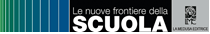 Le nuove frontiere della
SCUOLA
LA MEDUSA EDITRICE